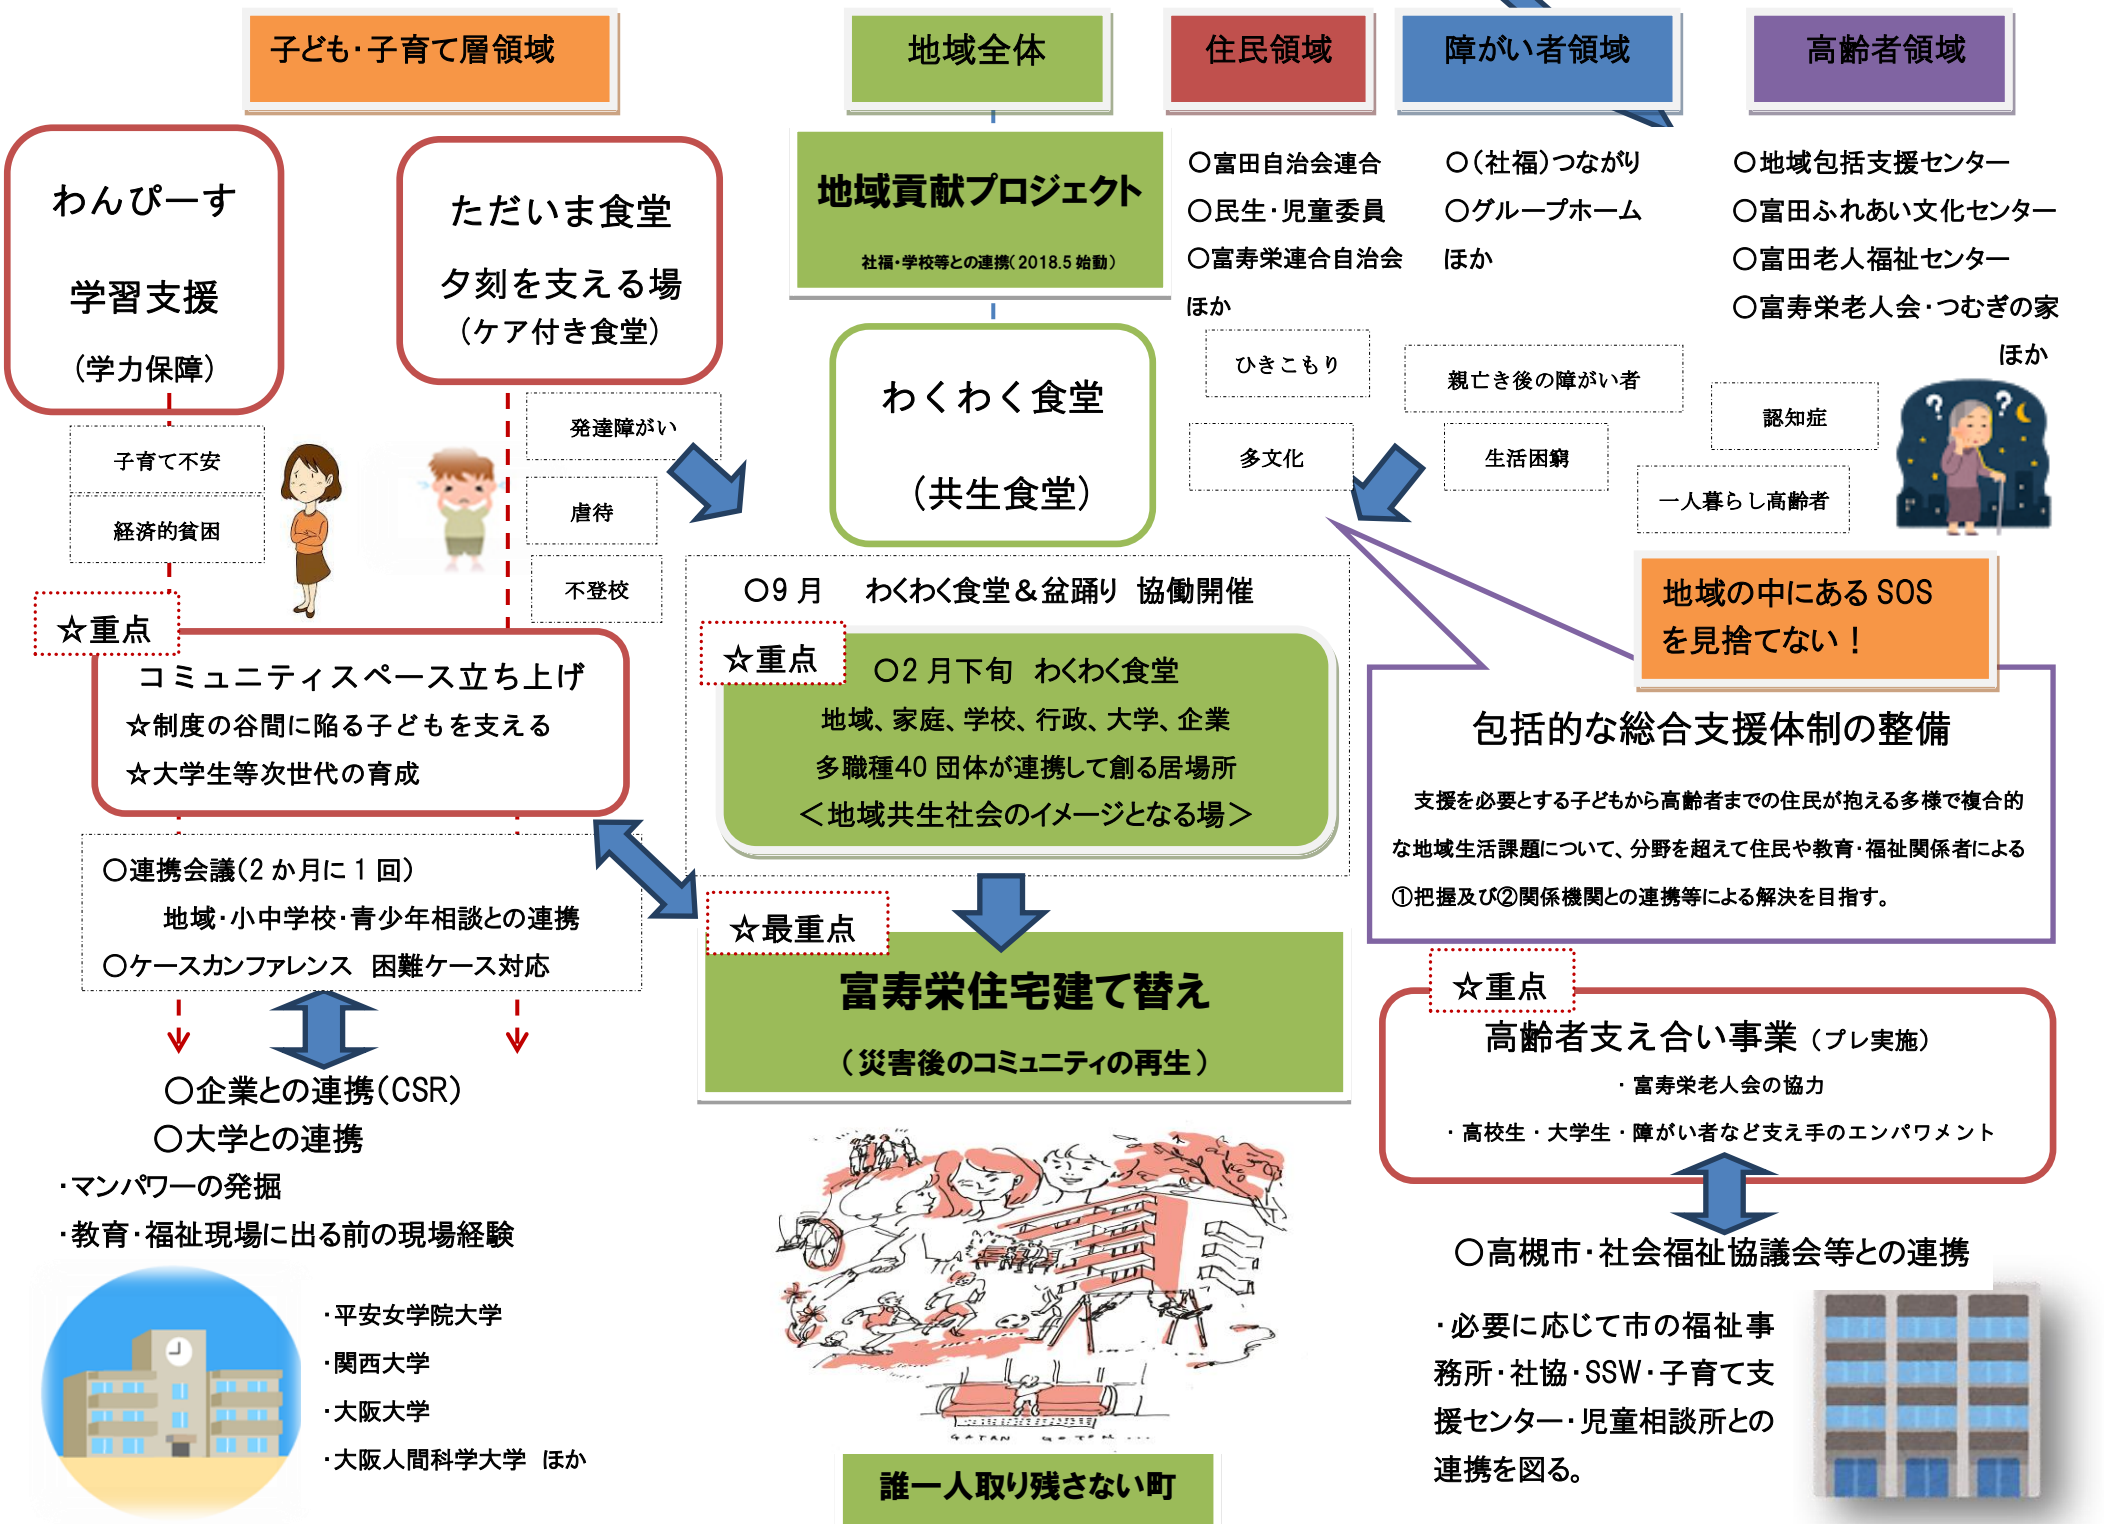 子ども・子育て層領域
地域全体
住民領域
障がい者領域
高齢者領域
わんぴーす
学習支援
（学力保障）
ただいま食堂
夕刻を支える場
（ケア付き食堂）
地域貢献プロジェクト
社福・学校等との連携（2018.5 始動）
〇富田自治会連合
〇民生・児童委員
〇富寿栄連合自治会
ほか
〇（社福）つながり
〇グループホーム
ほか
〇地域包括支援センター
〇富田ふれあい文化センター
〇富田老人福祉センター
〇富寿栄老人会・つむぎの家
ほか
わくわく食堂
（共生食堂）
ひきこもり
親亡き後の障がい者
認知症
多文化
生活困窮
一人暮らし高齢者
発達障がい
虐待
不登校
子育て不安
経済的貧困
☆重点
コミュニティスペース立ち上げ
☆制度の谷間に陥る子どもを支える
☆大学生等次世代の育成
〇9 月　わくわく食堂＆盆踊り 協働開催
☆重点
〇2 月下旬 わくわく食堂
地域、家庭、学校、行政、大学、企業
多職種40 団体が連携して創る居場所
＜地域共生社会のイメージとなる場＞
地域の中にある SOS
を見捨てない！
包括的な総合支援体制の整備
支援を必要とする子どもから高齢者までの住民が抱える多様で複合的
な地域生活課題について、分野を超えて住民や教育・福祉関係者による
①把握及び②関係機関との連携等による解決を目指す。
〇連携会議（2 か月に 1 回）
地域・小中学校・青少年相談との連携
〇ケースカンファレンス 困難ケース対応
☆最重点
富寿栄住宅建て替え
（災害後のコミュニティの再生）
☆重点
高齢者支え合い事業（プレ実施）
・富寿栄老人会の協力
・高校生・大学生・障がい者など支え手のエンパワメント
〇企業との連携（CSR）
〇大学との連携
・マンパワーの発掘
・教育・福祉現場に出る前の現場経験
・平安女学院大学
・関西大学
・大阪大学
・大阪人間科学大学 ほか
〇高槻市・社会福祉協議会等との連携
・必要に応じて市の福祉事
務所・社協・SSW・子育て支
援センター・児童相談所との
連携を図る。
誰一人取り残さない町